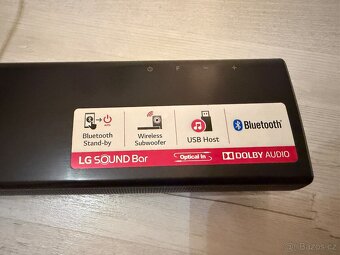 F - +
Bluetooth Stand-by
Wireless Subwoofer
USB Host
Bluetooth®
LG SOUND Bar
Optical in
DOLBY AUDIO
Bazos.cz